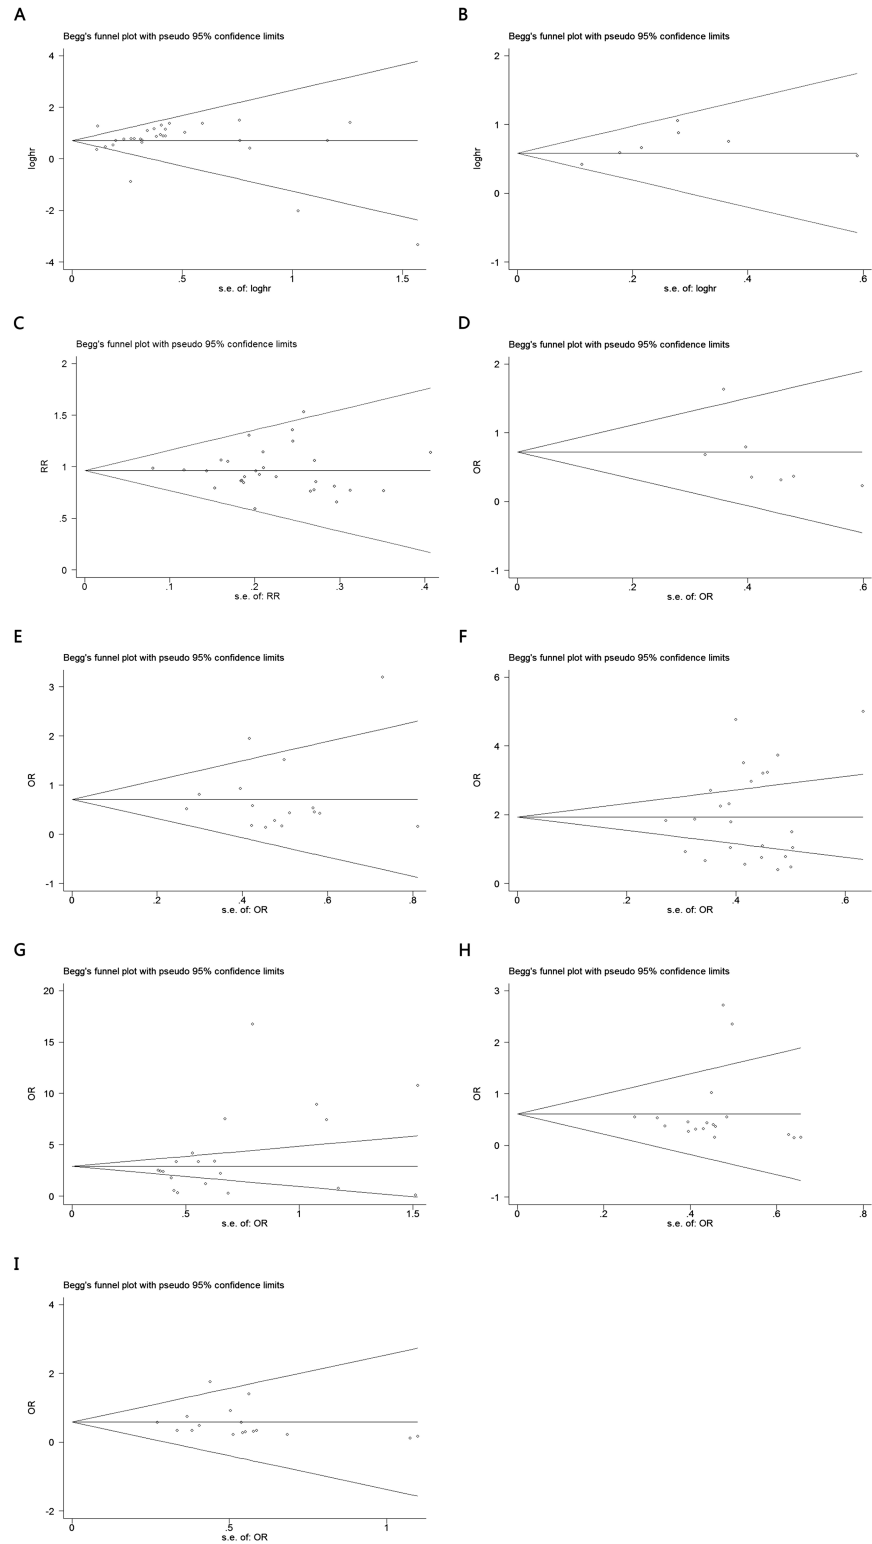 A
Begg's funnel plot with pseudo 95% confidence limits
loghr
4
2
0
-2
-4
0 .5 1 1.5
s.e. of: loghr
B
Begg's funnel plot with pseudo 95% confidence limits
loghr
2
1
0
-1
0 .2 .4 .6
s.e. of: loghr
C
Begg's funnel plot with pseudo 95% confidence limits
RR
2
1.5
1
.5
0
0 .1 .2 .3 .4
s.e. of: RR
D
Begg's funnel plot with pseudo 95% confidence limits
OR
2
1
0
-1
0 .2 .4 .6
s.e. of: OR
E
Begg's funnel plot with pseudo 95% confidence limits
OR
3
2
1
0
-1
0 .2 .4 .6 .8
s.e. of: OR
F
Begg's funnel plot with pseudo 95% confidence limits
OR
6
4
2
0
0 .2 .4 .6
s.e. of: OR
G
Begg's funnel plot with pseudo 95% confidence limits
OR
20
15
10
5
0
0 .5 1 1.5
s.e. of: OR
H
Begg's funnel plot with pseudo 95% confidence limits
OR
3
2
1
0
-1
0 .2 .4 .6 .8
s.e. of: OR
I
Begg's funnel plot with pseudo 95% confidence limits
OR
4
2
0
-2
0 .5 1
s.e. of: OR